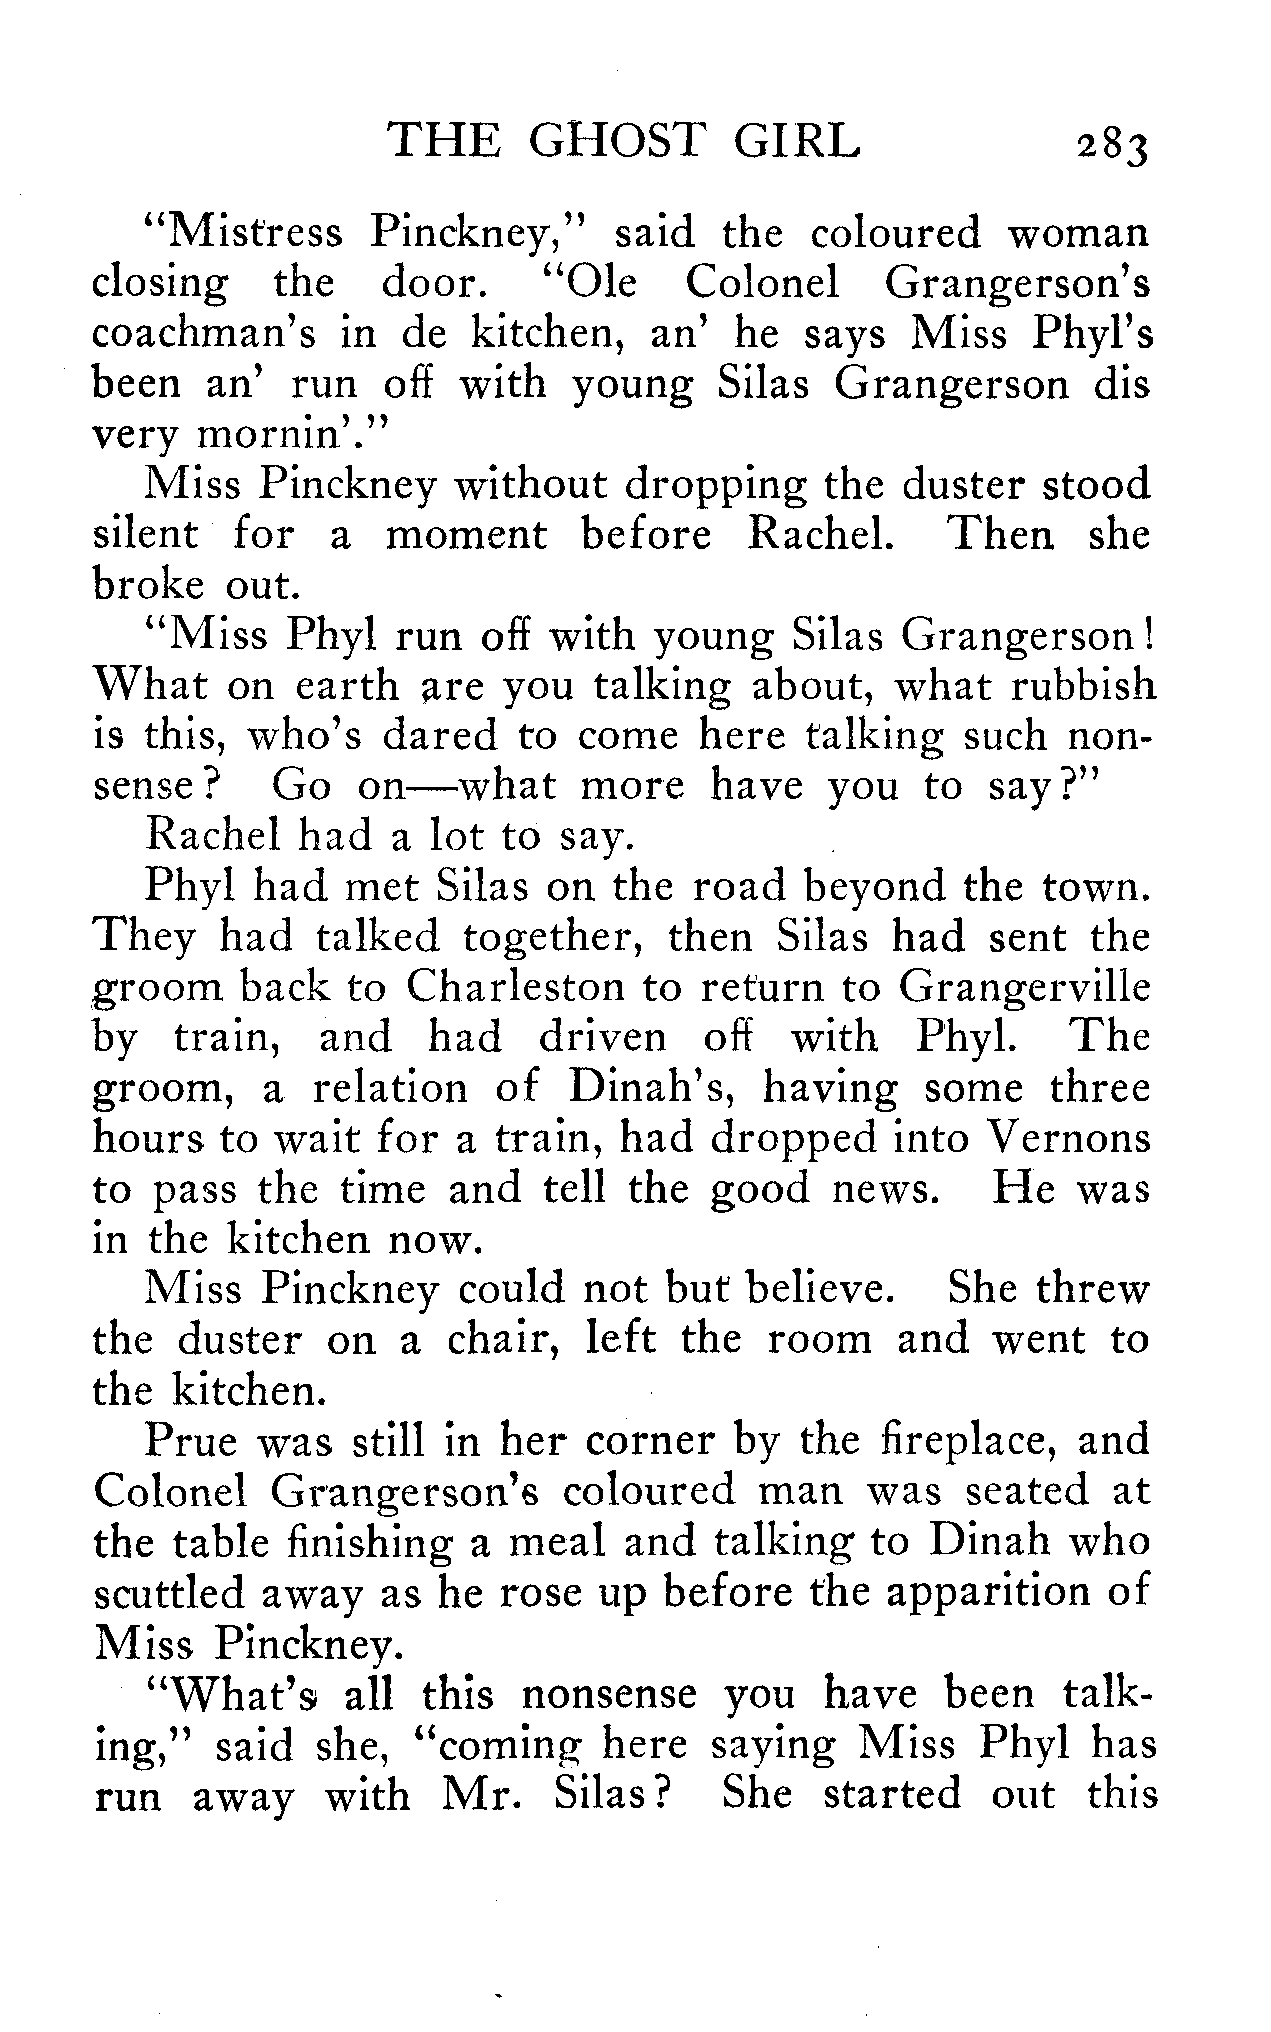 THE GHOST GIRL 283
"Mistress Pinckney," said the coloured woman
closing the door. "Ole Colonel Grangerson's
coachman's in de kitchen, an' he says Miss Phyl's
been an' run off with young Silas Grangerson dis
very mornin'."
Miss Pinckney without dropping the duster stood
silent for a moment before Rachel. Then she
broke out.
"Miss Phyl run off with young Silas Grangerson!
What on earth are you talking about, what rubbish
is this, who's dared to come here talking such non-
sense? Go on—what more have you to say?"
Rachel had a lot to say.
Phyl had met Silas on the road beyond the town.
They had talked together, then Silas had sent the
groom back to Charleston to return to Grangerville
by train, and had driven off with Phyl. The
groom, a relation of Dinah's, having some three
hours to wait for a train, had dropped into Vernons
to pass the time and tell the good news. He was
in the kitchen now.
Miss Pinckney could not but believe. She threw
the duster on a chair, left the room and went to
the kitchen.
Prue was still in her corner by the fireplace, and
Colonel Grangerson's coloured man was seated at
the table finishing a meal and talking to Dinah who
scuttled away as he rose up before the apparition of
Miss Pinckney.
"What's all this nonsense you have been talk-
ing," said she, "coming here saying Miss Phyl has
run away with Mr. Silas? She started out this